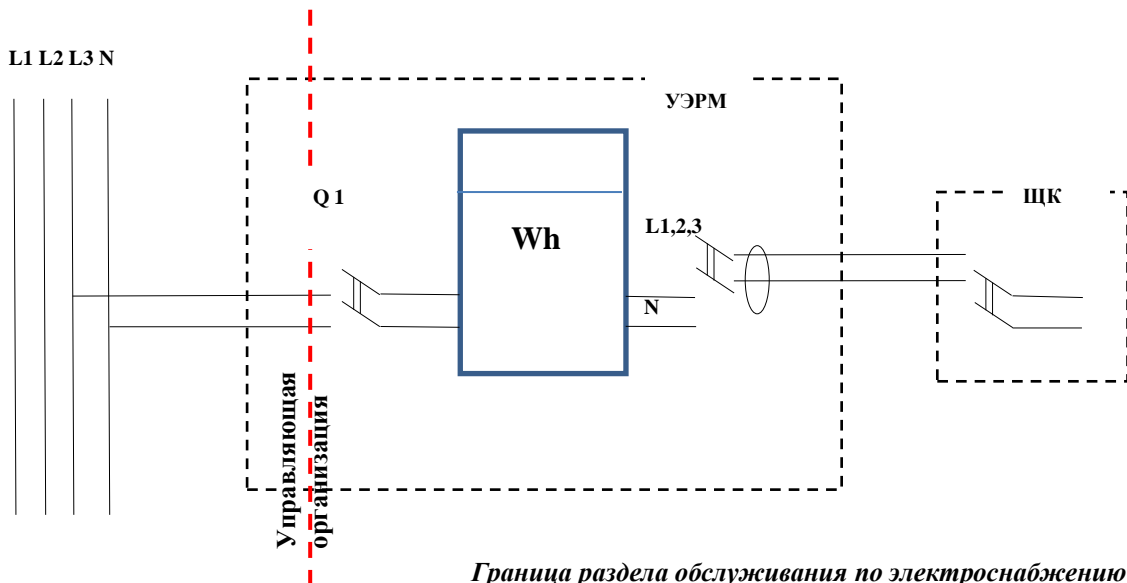 L1 L2 L3 N
УЭРМ
Q 1
ЩК
Wh
L1,2,3
N
Управляющая
организация
Граница раздела обслуживания по электроснабжению